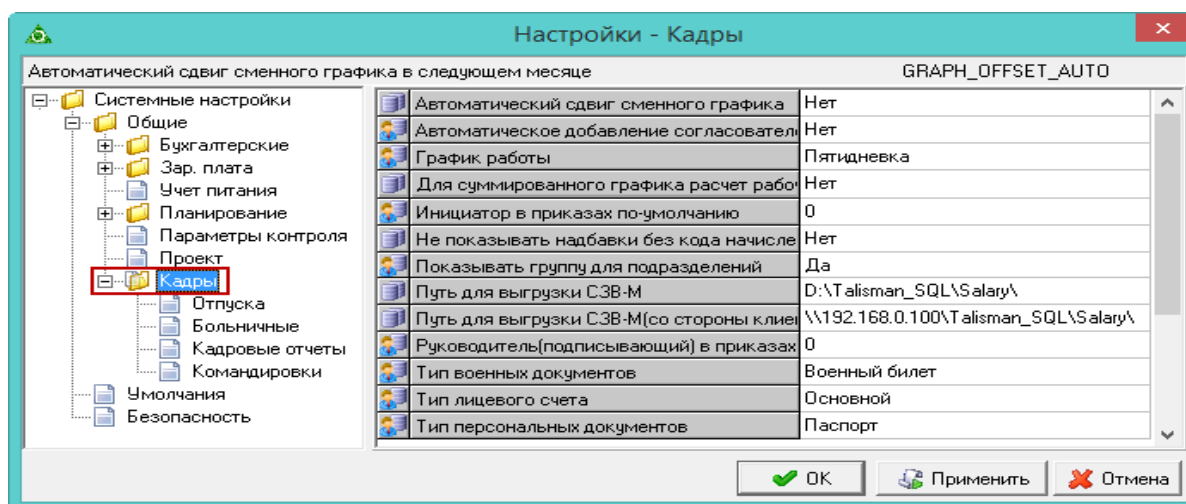 Настройки - Кадры
Автоматический сдвиг сменного графика в следующем месяце GRAPH_OFFSET_AUTO
Системные настройки
Общие
Бухгалтерские
Зар. плата
Учет питания
Планирование
Параметры контроля
Проект
Кадры
Отпуска
Больничные
Кадровые отчеты
Командировки
Умолчания
Безопасность
Автоматический сдвиг сменного графика Нет
Автоматическое добавление согласовател Нет
График работы Пятидневка
Для суммированного графика расчет рабоч Нет
Инициатор в приказах по-умолчанию 0
Не показывать надбавки без кода начисле Нет
Показывать группу для подразделений Да
Путь для выгрузки СЗВ-М D:\Talisman_SQL\Salary\
Путь для выгрузки СЗВ-М(со стороны клиен \\192.168.0.100\Talisman_SQL\Salary\
Руководитель(подписывающий) в приказах 0
Тип военных документов Военный билет
Тип лицевого счета Основной
Тип персональных документов Паспорт
OK Применить Отмена